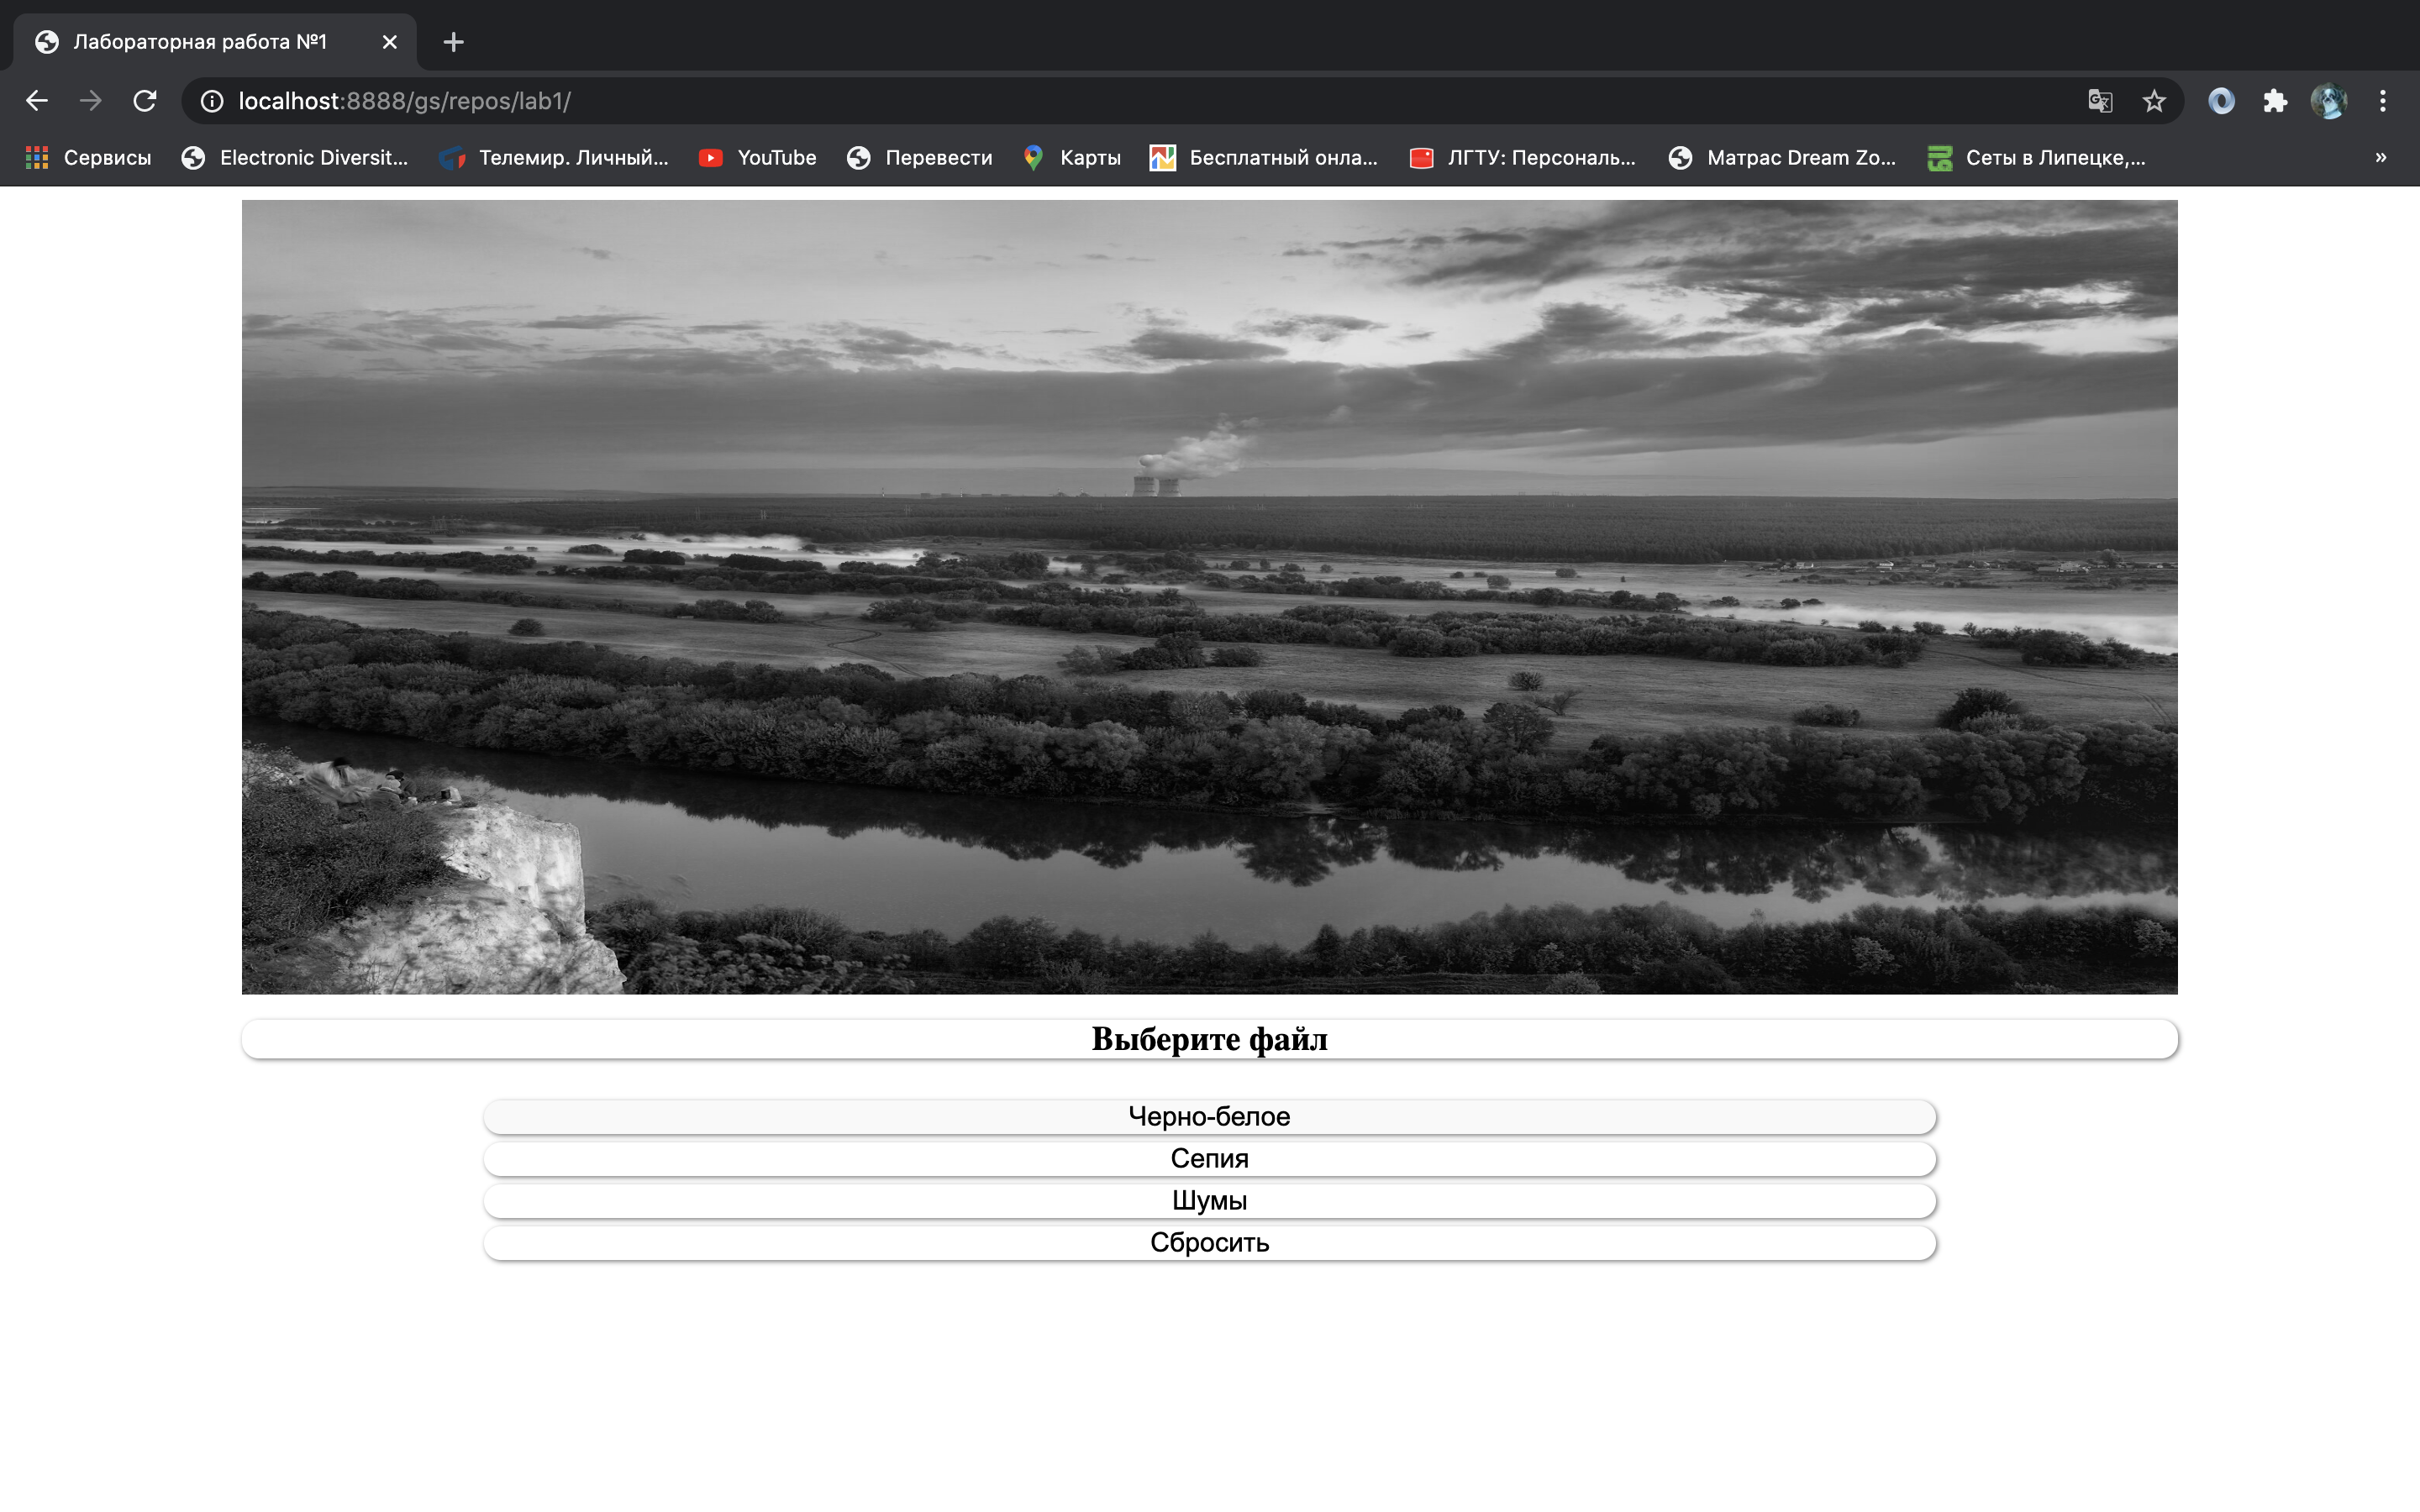 Лабораторная работа №1
localhost:8888/gs/repos/lab1/
Сервисы Electronic Diversit... Телемир. Личный... YouTube Перевести Карты Бесплатный онла... ЛГТУ: Персональ... Матрас Dream Zo... Сеты в Липецке,... »
Выберите файл
Черно-белое
Сепия
Шумы
Сбросить